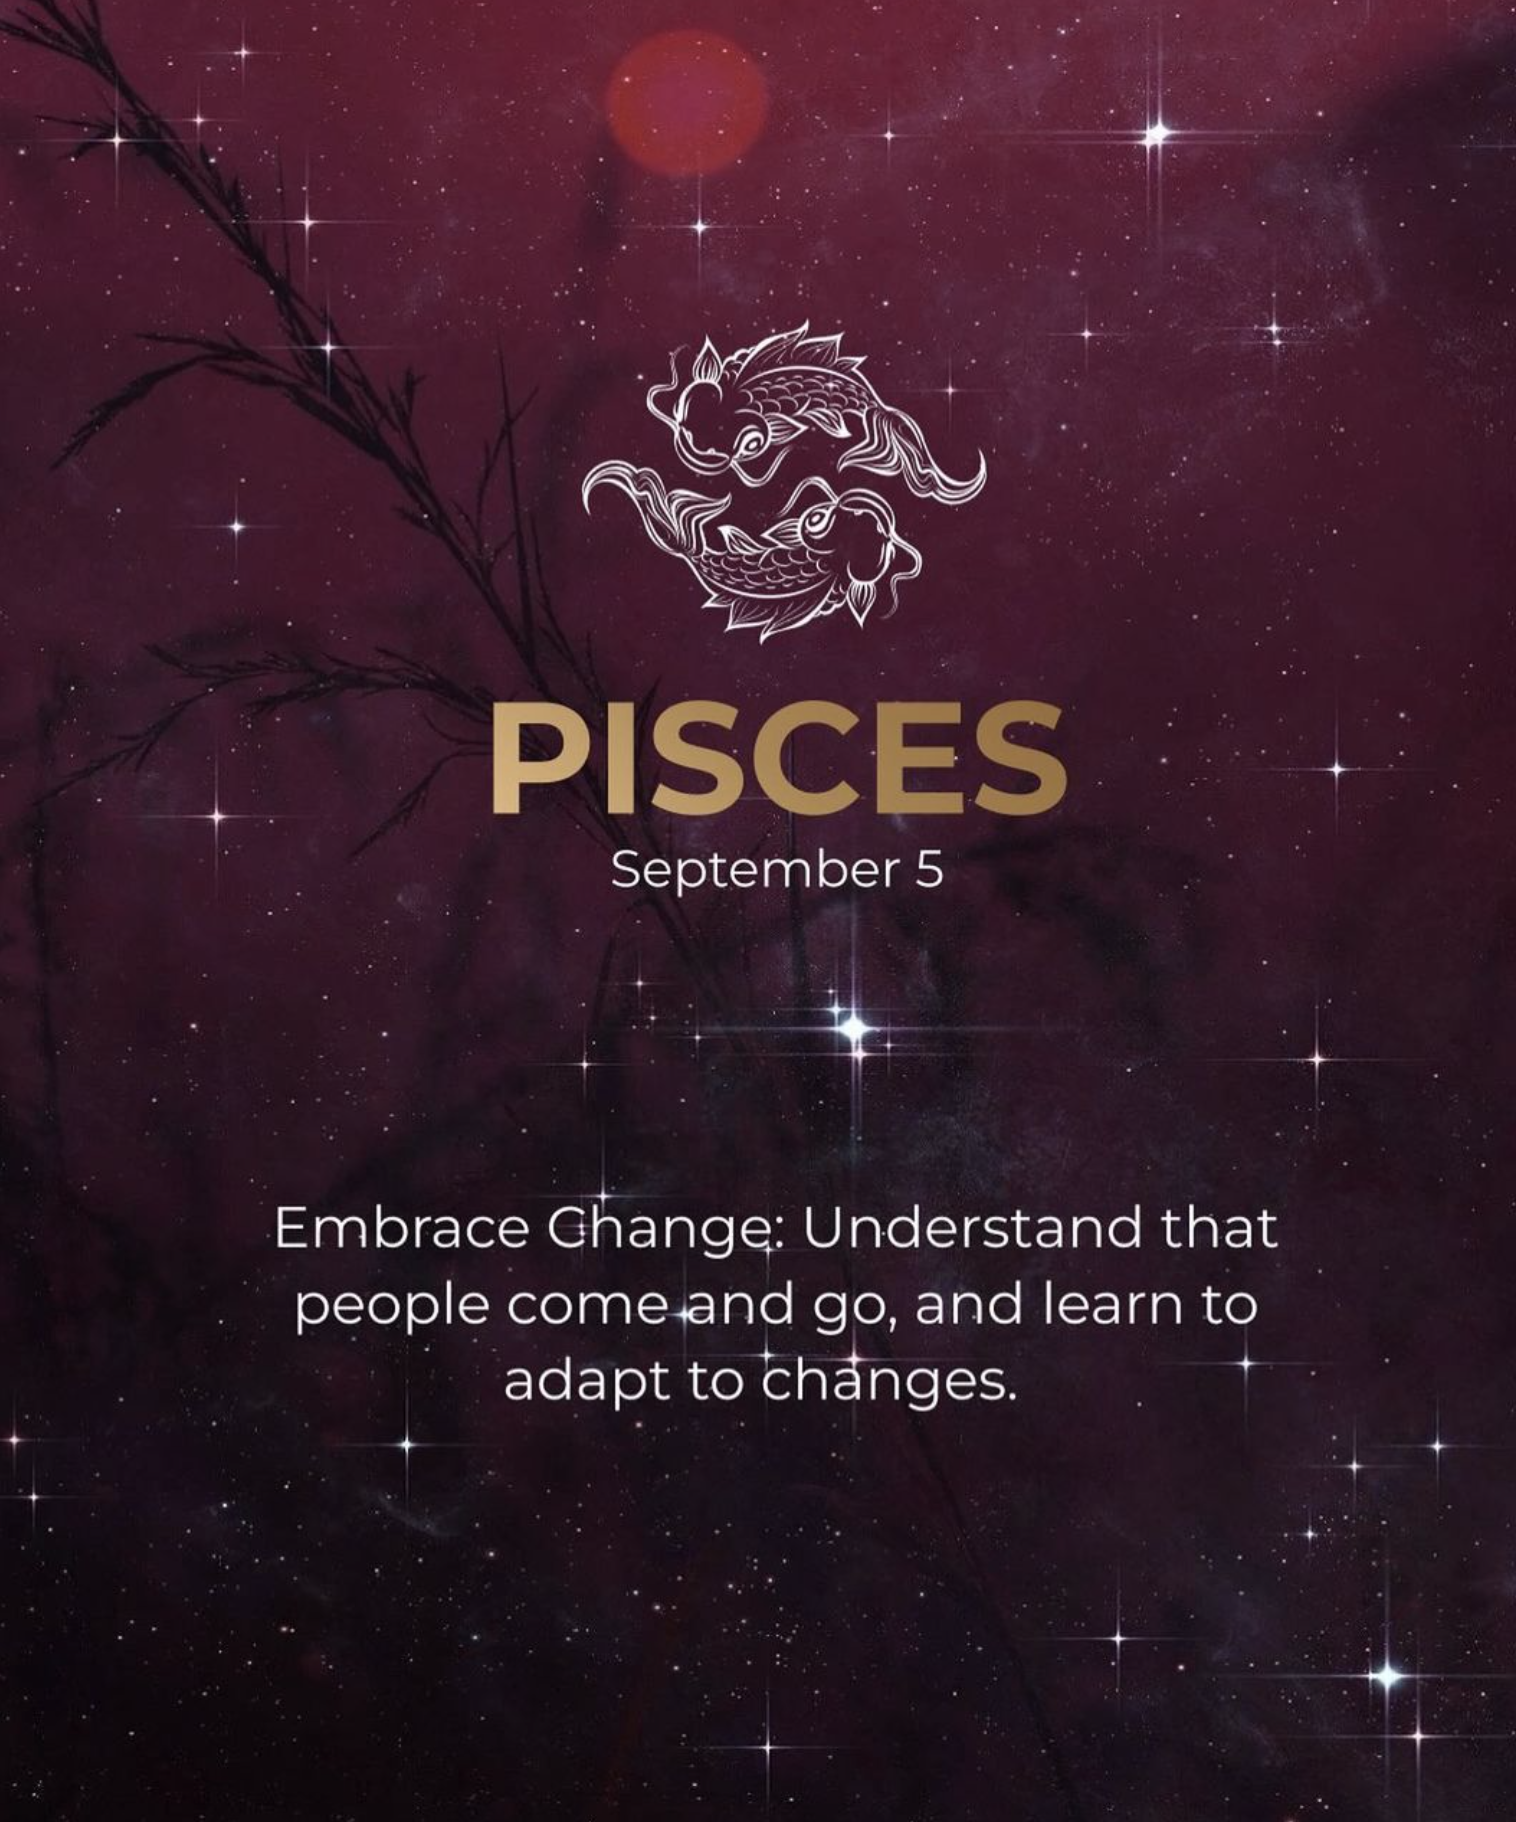 PISCES
September 5
Embrace Change: Understand that
people come and go, and learn to
adapt to changes.